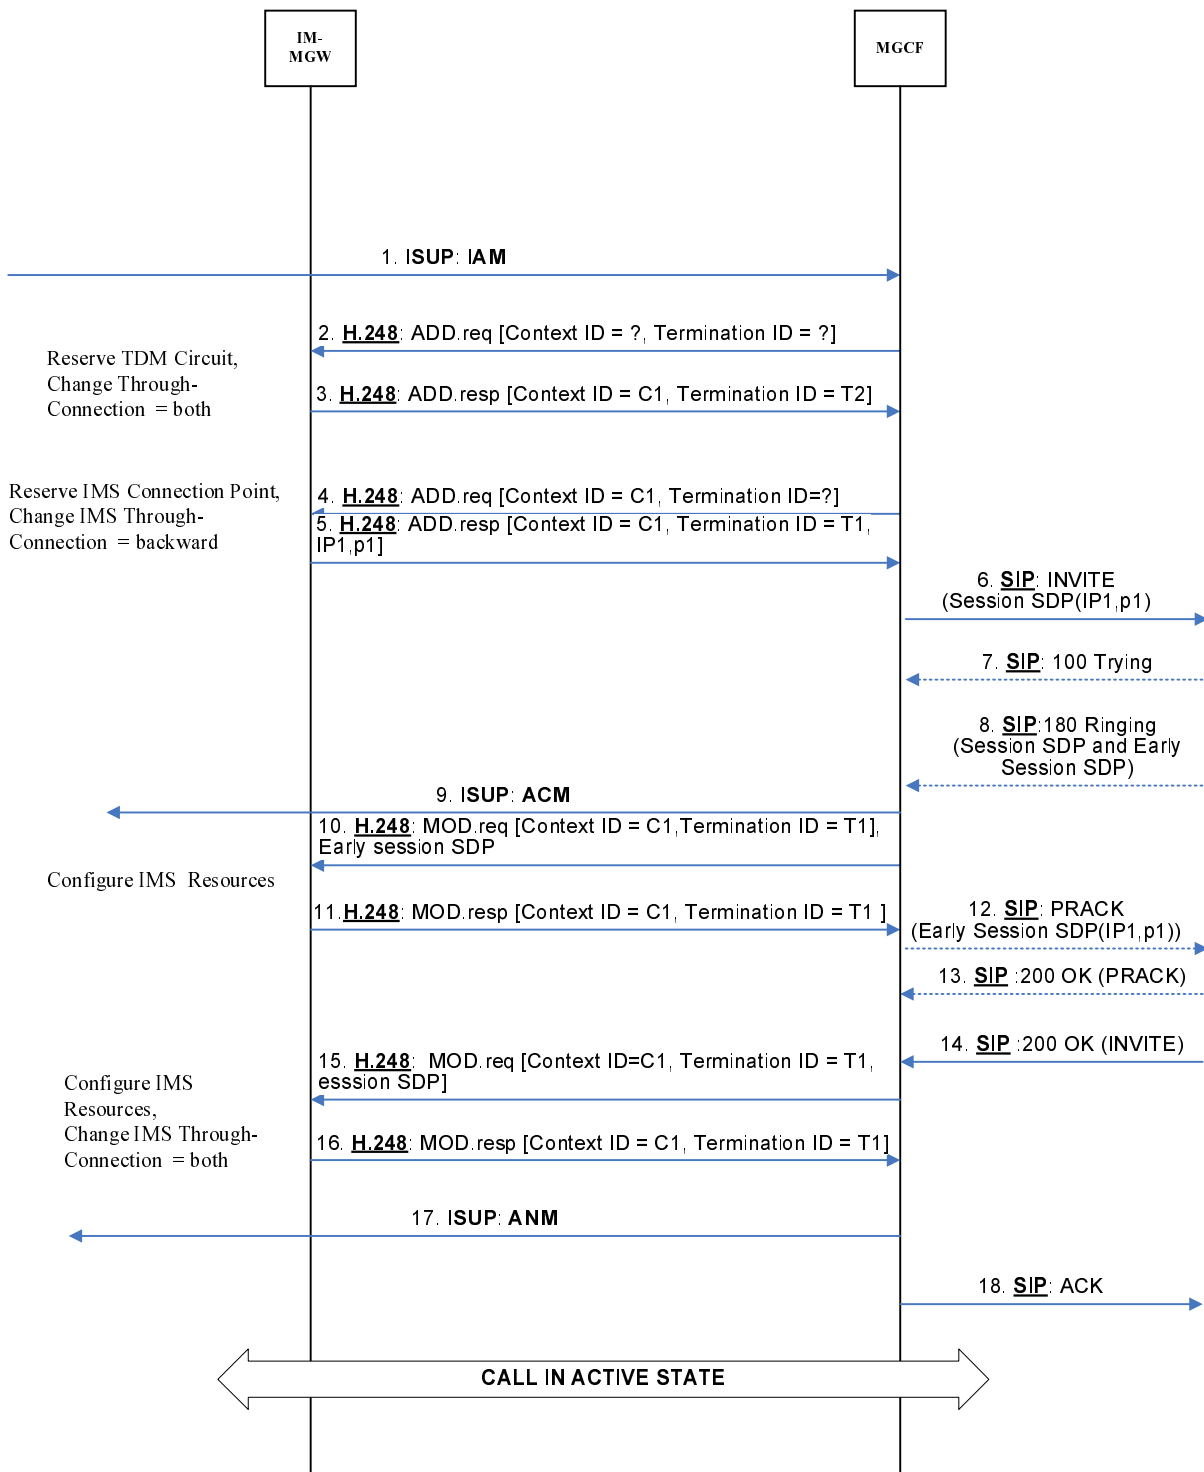 IM-
MGW
MGCF
1. ISUP: IAM
2. H.248: ADD.req [Context ID = ?, Termination ID = ?]
Reserve TDM Circuit,
Change Through-
Connection = both
3. H.248: ADD.resp [Context ID = C1, Termination ID = T2]
Reserve IMS Connection Point,
Change IMS Through-
Connection = backward
4. H.248: ADD.req [Context ID = C1, Termination ID=?]
5. H.248: ADD.resp [Context ID = C1, Termination ID = T1,
IP1,p1]
6. SIP: INVITE
(Session SDP(IP1,p1)
7. SIP: 100 Trying
8. SIP:180 Ringing
(Session SDP and Early
Session SDP)
9. ISUP: ACM
10. H.248: MOD.req [Context ID = C1,Termination ID = T1],
Early session SDP
Configure IMS Resources
11.H.248: MOD.resp [Context ID = C1, Termination ID = T1 ]
12. SIP: PRACK
(Early Session SDP(IP1,p1))
13. SIP :200 OK (PRACK)
14. SIP :200 OK (INVITE)
15. H.248: MOD.req [Context ID=C1, Termination ID = T1,
esssion SDP]
Configure IMS
Resources,
Change IMS Through-
Connection = both
16. H.248: MOD.resp [Context ID = C1, Termination ID = T1]
17. ISUP: ANM
18. SIP: ACK
CALL IN ACTIVE STATE